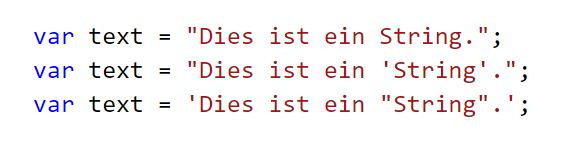 var text = "Dies ist ein String.";
var text = "Dies ist ein 'String'.";
var text = 'Dies ist ein "String".';